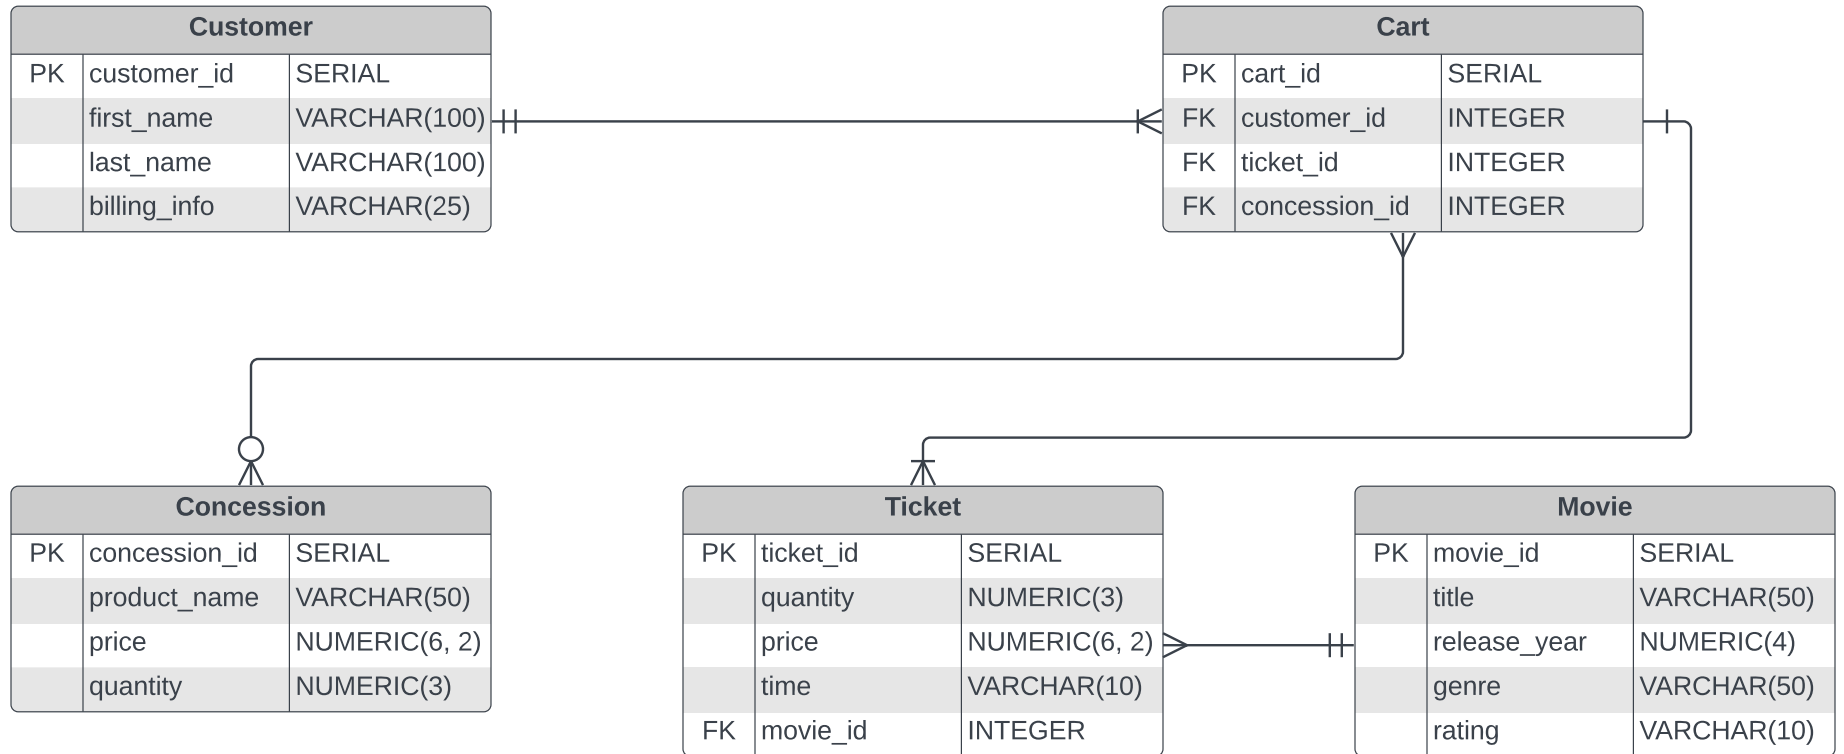 Customer
PK customer_id SERIAL
first_name VARCHAR(100)
last_name VARCHAR(100)
billing_info VARCHAR(25)
Cart
PK cart_id SERIAL
FK customer_id INTEGER
FK ticket_id INTEGER
FK concession_id INTEGER
Concession
PK concession_id SERIAL
product_name VARCHAR(50)
price NUMERIC(6, 2)
quantity NUMERIC(3)
Ticket
PK ticket_id SERIAL
quantity NUMERIC(3)
price NUMERIC(6, 2)
time VARCHAR(10)
FK movie_id INTEGER
Movie
PK movie_id SERIAL
title VARCHAR(50)
release_year NUMERIC(4)
genre VARCHAR(50)
rating VARCHAR(10)